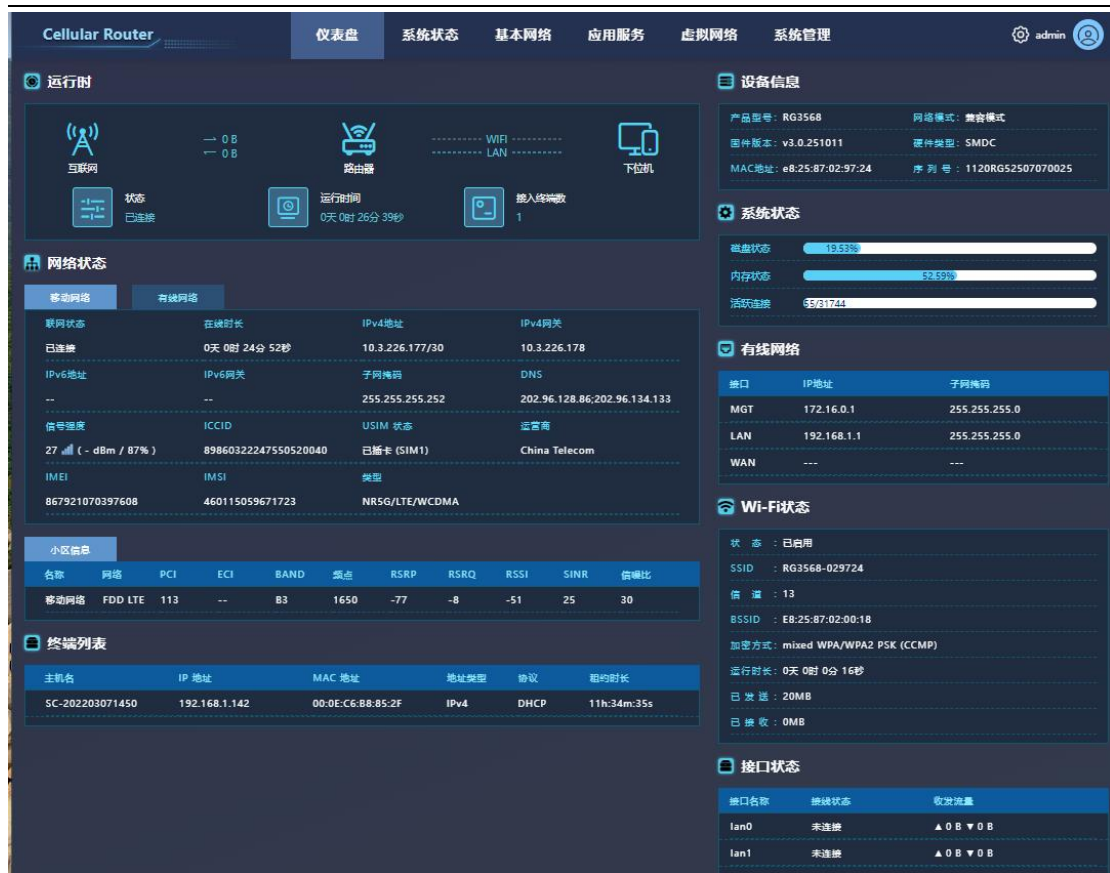 Cellular Router 仪表盘 系统状态 基本网络 应用服务 虚拟网络 系统管理 admin
运行时
互联网
→ 0 B
← 0 B
路由器
WIFI
LAN
下位机
状态
已连接
运行时间
0天 0时 26分 39秒
接入终端数
1
网络状态
移动网络 有线网络
联网状态 在线时长 IPv4地址 IPv4网关
已连接 0天 0时 24分 52秒 10.3.226.177/30 10.3.226.178
IPv6地址 IPv6网关 子网掩码 DNS
-- -- 255.255.255.252 202.96.128.86;202.96.134.133
信号强度 ICCID USIM 状态 运营商
27 ( - dBm / 87% ) 89860322247550520040 已插卡 (SIM1) China Telecom
IMEI IMSI 类型
867921070397608 460115059671723 NR5G/LTE/WCDMA
小区信息
名称 网络 PCI ECI BAND 频点 RSRP RSRQ RSSI SINR 信噪比
移动网络 FDD LTE 113 -- B3 1650 -77 -8 -51 25 30
终端列表
主机名 IP 地址 MAC 地址 地址类型 协议 租约时长
SC-202203071450 192.168.1.142 00:0E:C6:B8:85:2F IPv4 DHCP 11h:34m:35s
设备信息
产品型号: RG3568 网络模式: 兼容模式
固件版本: v3.0.251011 硬件类型: SMDC
MAC地址: e8:25:87:02:97:24 序 列 号 : 1120RG52507070025
系统状态
磁盘状态 19.53%
内存状态 52.59%
活跃连接 65/31744
有线网络
接口 IP地址 子网掩码
MGT 172.16.0.1 255.255.255.0
LAN 192.168.1.1 255.255.255.0
WAN --- ---
Wi-Fi状态
状 态 : 已启用
SSID : RG3568-029724
信 道 : 13
BSSID : E8:25:87:02:00:18
加密方式: mixed WPA/WPA2 PSK (CCMP)
运行时长: 0天 0时 0分 16秒
已 发 送 : 20MB
已 接 收 : 0MB
接口状态
接口名称 接线状态 收发流量
lan0 未连接 ▲ 0 B ▼ 0 B
lan1 未连接 ▲ 0 B ▼ 0 B